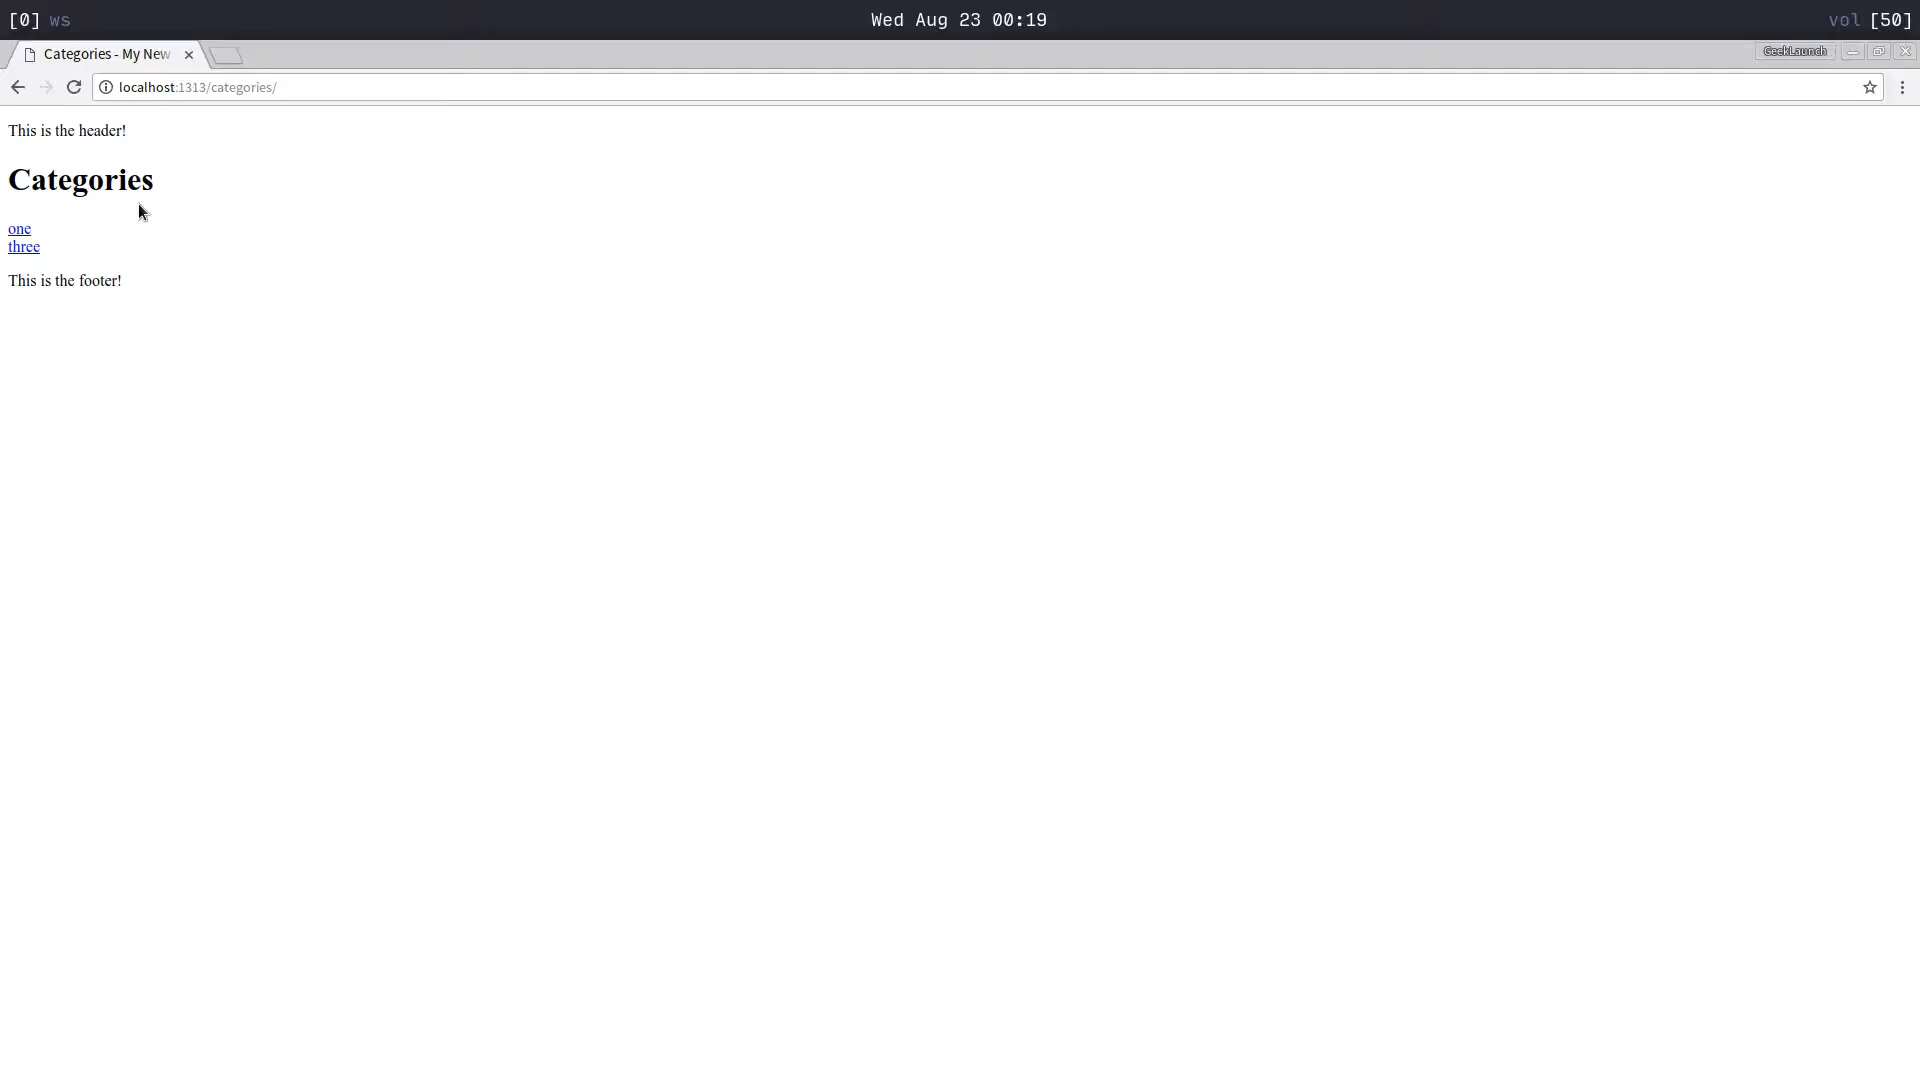 [0] ws
Wed Aug 23 00:19
vol [50]
Categories - My New
GeekLaunch
localhost:1313/categories/
This is the header!
Categories
one
three
This is the footer!